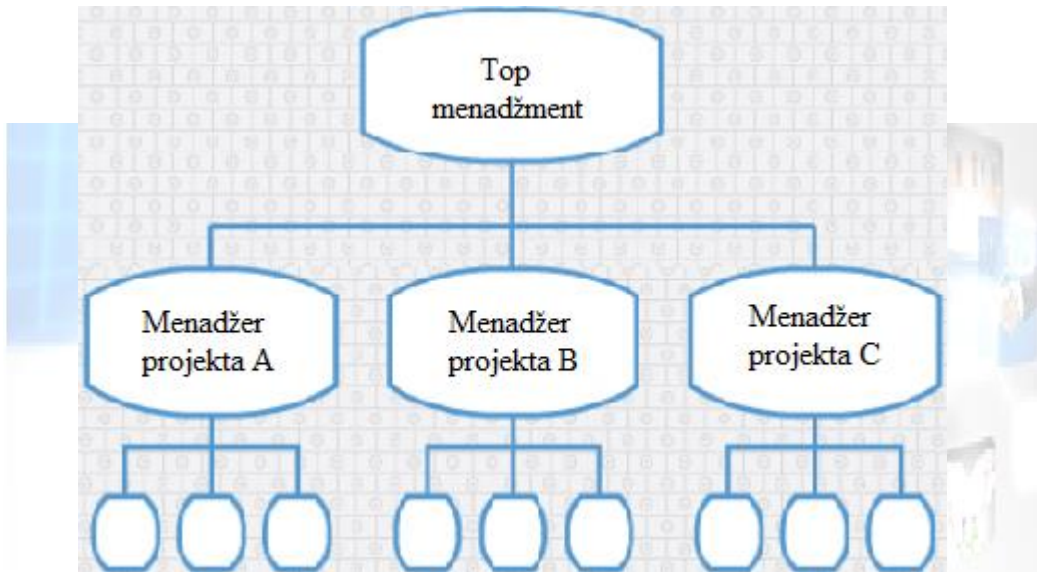 Top
menadžment
Menadžer
projekta A
Menadžer
projekta B
Menadžer
projekta C